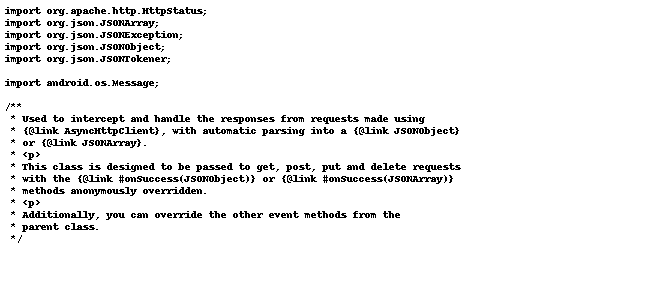 import org.apache.http.HttpStatus;
import org.json.JSONArray;
import org.json.JSONException;
import org.json.JSONObject;
import org.json.JSONTokener;

import android.os.Message;

/**
 * Used to intercept and handle the responses from requests made using
 * {@link AsyncHttpClient}, with automatic parsing into a {@link JSONObject}
 * or {@link JSONArray}.
 * <p>
 * This class is designed to be passed to get, post, put and delete requests
 * with the {@link #onSuccess(JSONObject)} or {@link #onSuccess(JSONArray)}
 * methods anonymously overridden.
 * <p>
 * Additionally, you can override the other event methods from the
 * parent class.
 */